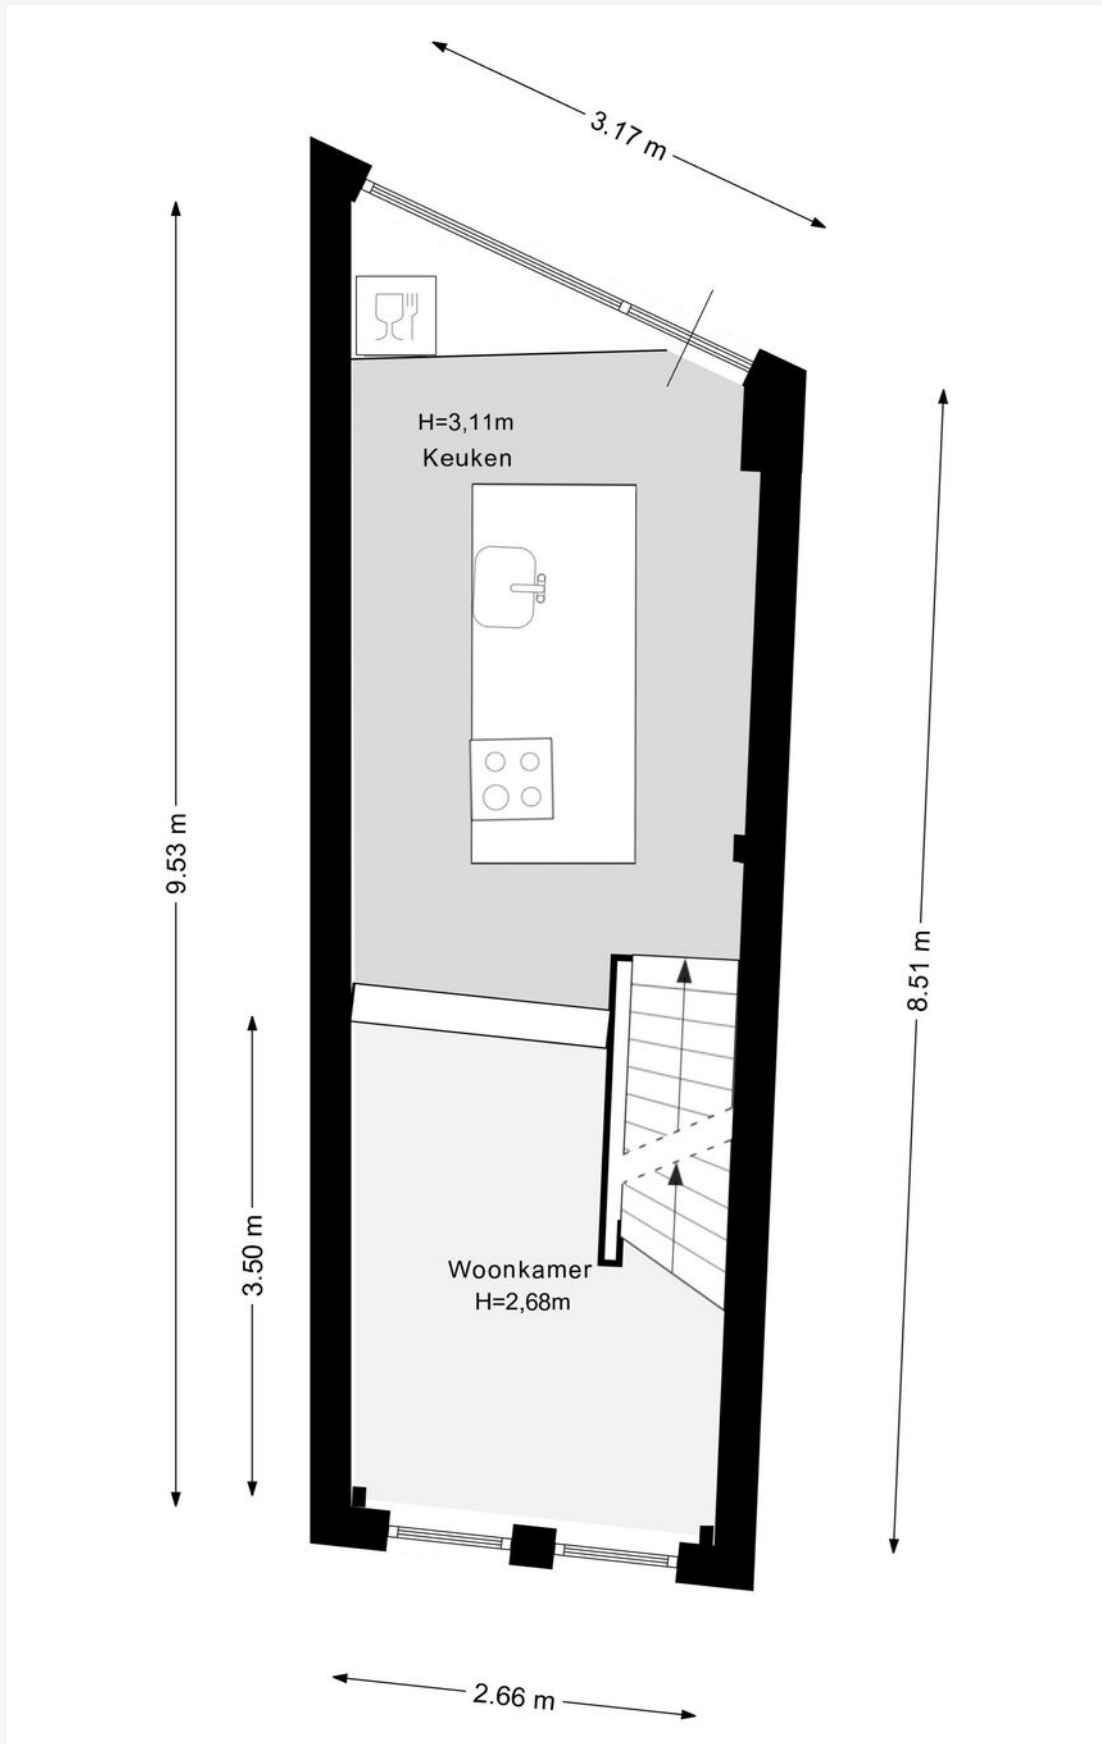 3.17 m
H=3,11m
Keuken
9.53 m
8.51 m
3.50 m
Woonkamer
H=2,68m
2.66 m